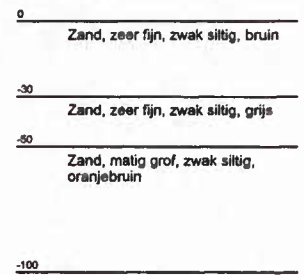 0
Zand, zeer fijn, zwak siltig, bruin
-30
Zand, zeer fijn, zwak siltig, grijs
-50
Zand, matig grof, zwak siltig,
oranjebruin
-100